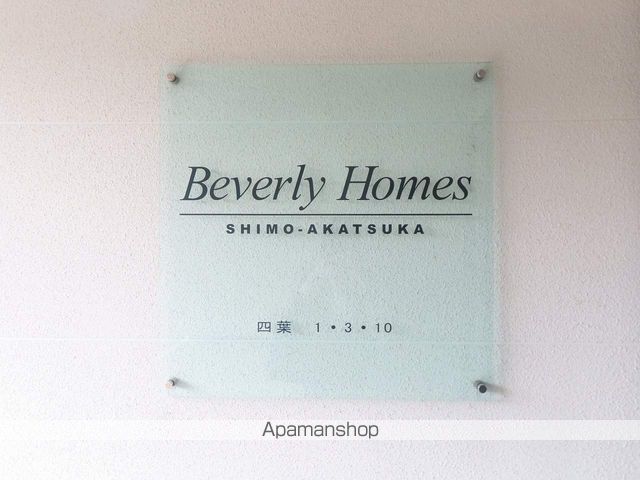 Beverly Homes
SHIMO-AKATSUKA
四葉 1・3・10
Apamanshop